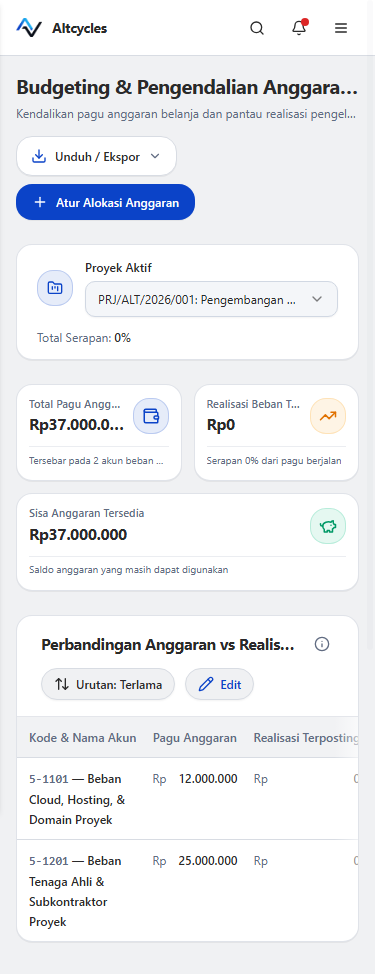 Altcycles
Budgeting & Pengendalian Anggara...
Kendalikan pagu anggaran belanja dan pantau realisasi pengel...
Unduh / Ekspor
Atur Alokasi Anggaran
Proyek Aktif
PRJ/ALT/2026/001: Pengembangan ...
Total Serapan: 0%
Total Pagu Angg...
Rp37.000.0...
Tersebar pada 2 akun beban ...
Realisasi Beban T...
Rp0
Serapan 0% dari pagu berjalan
Sisa Anggaran Tersedia
Rp37.000.000
Saldo anggaran yang masih dapat digunakan
Perbandingan Anggaran vs Realis...
Urutan: Terlama
Edit
Kode & Nama Akun Pagu Anggaran Realisasi Terposting
5-1101 — Beban Rp 12.000.000 Rp 0
Cloud, Hosting, &
Domain Proyek
5-1201 — Beban Rp 25.000.000 Rp 0
Tenaga Ahli &
Subkontraktor
Proyek